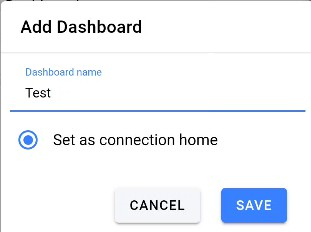 Add Dashboard
Dashboard name
Test
Set as connection home
CANCEL SAVE